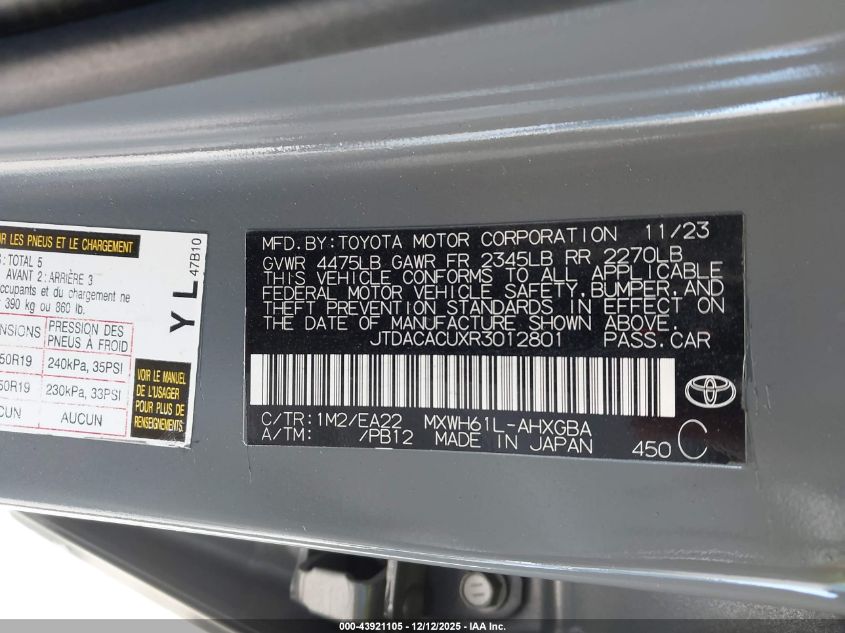 R LES PNEUS ET LE CHARGEMENT
: TOTAL 5
AVANT 2: ARRIÈRE 3
occupants et du chargement ne
390 kg ou 860 lb.
ENSIONS PRESSION DES PNEUS À FROID
50R19 240kPa, 35PSI
50R19 230kPa, 33PSI
CUN AUCUN
YL 47B10
VOIR LE MANUEL
DE L'USAGER
POUR PLUS DE
RENSEIGNEMENTS
MFD.BY:TOYOTA MOTOR CORPORATION 11/23
GVWR 4475LB GAWR FR 2345LB RR 2270LB
THIS VEHICLE CONFORMS TO ALL APPLICABLE
FEDERAL MOTOR VEHICLE SAFETY,BUMPER,AND
THEFT PREVENTION STANDARDS IN EFFECT ON
THE DATE OF MANUFACTURE SHOWN ABOVE.
JTDACACUXR3012801 PASS.CAR
C/TR:1M2/EA22 MXWH61L-AHXGBA
A/TM: /PB12 MADE IN JAPAN 450 C
000-43921105 - 12/12/2025 - IAA Inc.